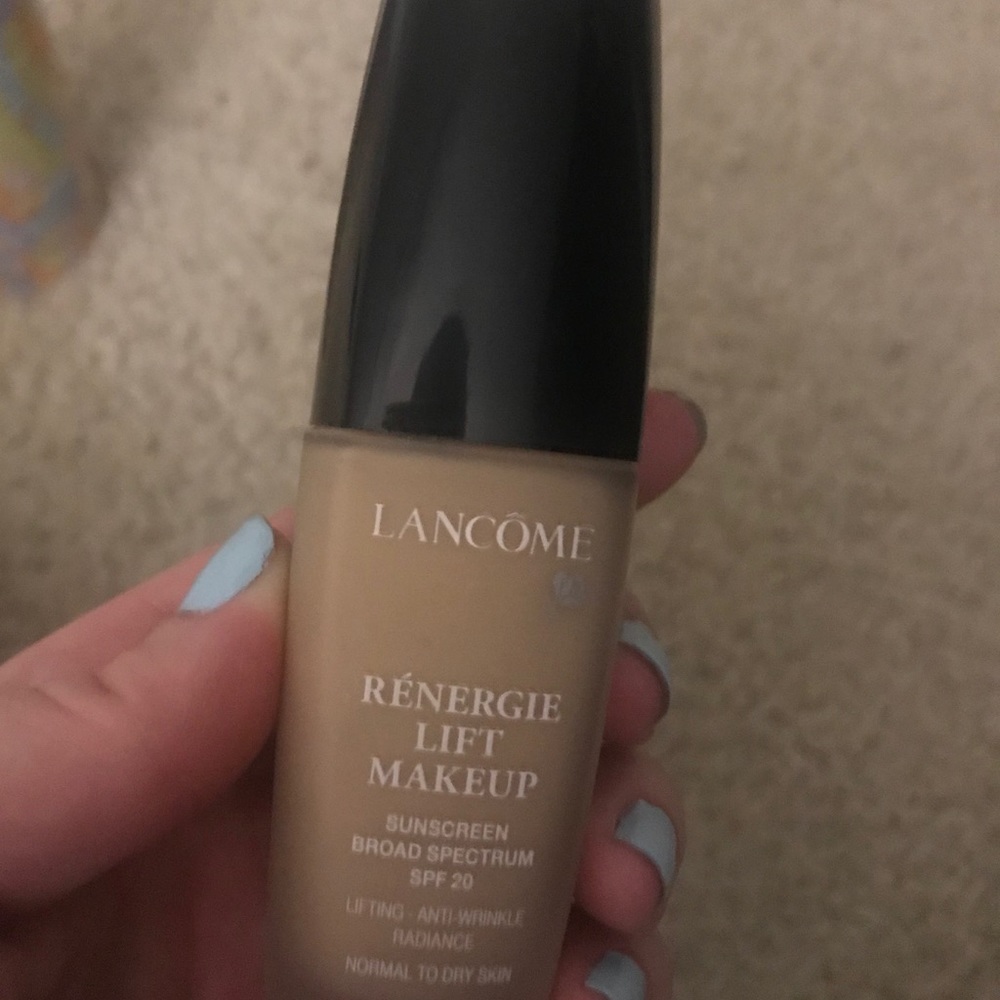 LANCÔME
RÉNERGIE
LIFT
MAKEUP
SUNSCREEN
BROAD SPECTRUM
SPF 20
LIFTING - ANTI-WRINKLE
RADIANCE
NORMAL TO DRY SKIN